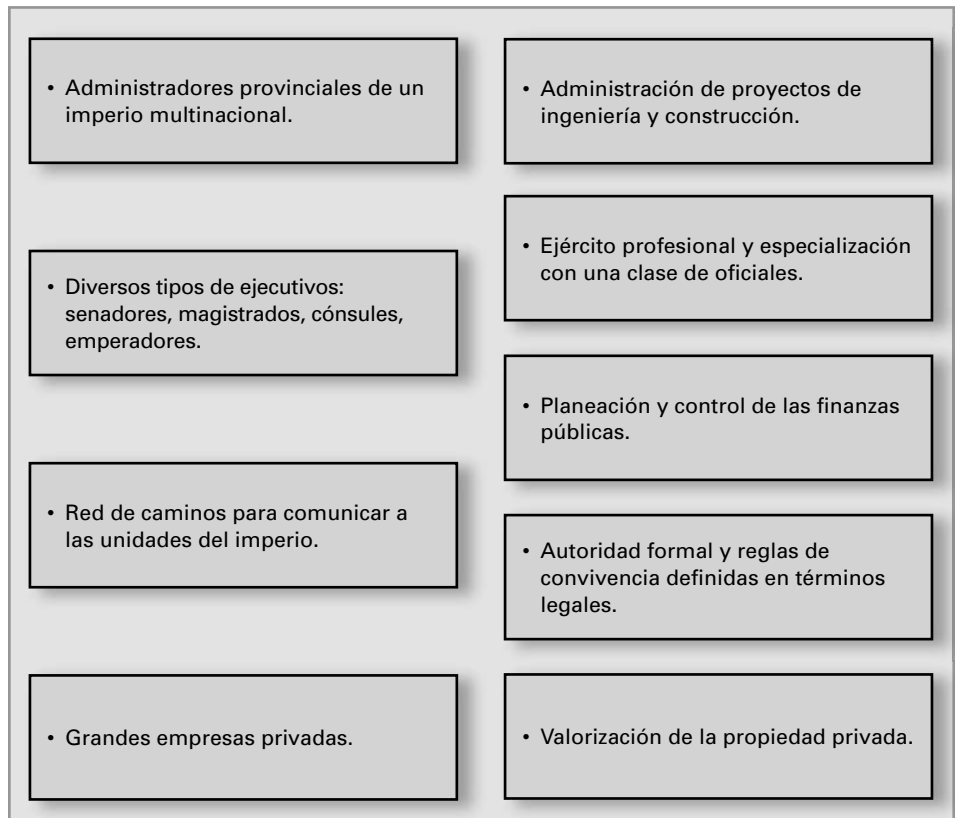 • Administradores provinciales de un
imperio multinacional.
• Diversos tipos de ejecutivos:
senadores, magistrados, cónsules,
emperadores.
• Red de caminos para comunicar a
las unidades del imperio.
• Grandes empresas privadas.
• Administración de proyectos de
ingeniería y construcción.
• Ejército profesional y especialización
con una clase de oficiales.
• Planeación y control de las finanzas
públicas.
• Autoridad formal y reglas de
convivencia definidas en términos
legales.
• Valorización de la propiedad privada.